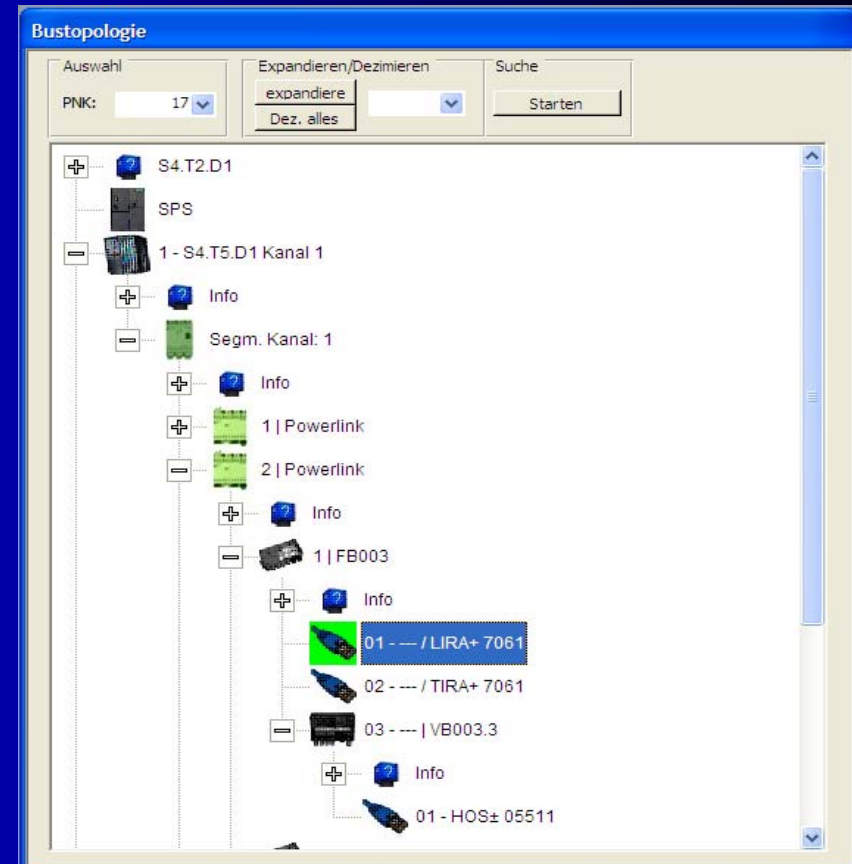 Bustopologie
Auswahl
Expandieren/Dezimieren
Suche
PNK:
17
expandiere
Dez. alles
Starten
S4.T2.D1
SPS
1 - S4.T5.D1 Kanal 1
Info
Segm. Kanal: 1
Info
1 | Powerlink
2 | Powerlink
Info
1 | FB003
Info
01 - --- / LIRA+ 7061
02 - --- / TIRA+ 7061
03 - --- | VB003.3
Info
01 - HOS± 05511